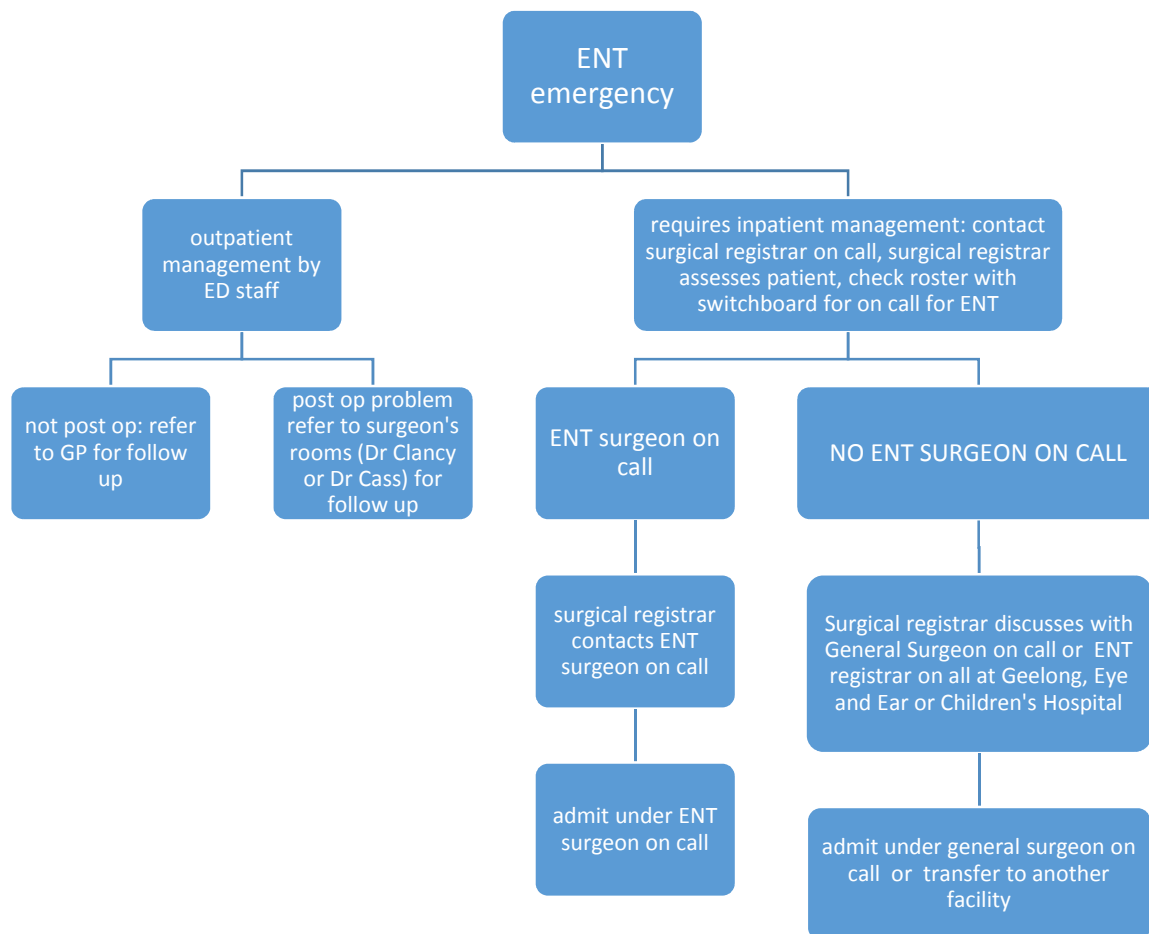 ENT
emergency
outpatient
management by
ED staff
requires inpatient management: contact
surgical registrar on call, surgical registrar
assesses patient, check roster with
switchboard for on call for ENT
not post op: refer
to GP for follow
up
post op problem
refer to surgeon's
rooms (Dr Clancy
or Dr Cass) for
follow up
ENT surgeon on
call
NO ENT SURGEON ON CALL
surgical registrar
contacts ENT
surgeon on call
Surgical registrar discusses with
General Surgeon on call or ENT
registrar on all at Geelong, Eye
and Ear or Children's Hospital
admit under ENT
surgeon on call
admit under general surgeon on
call or transfer to another
facility